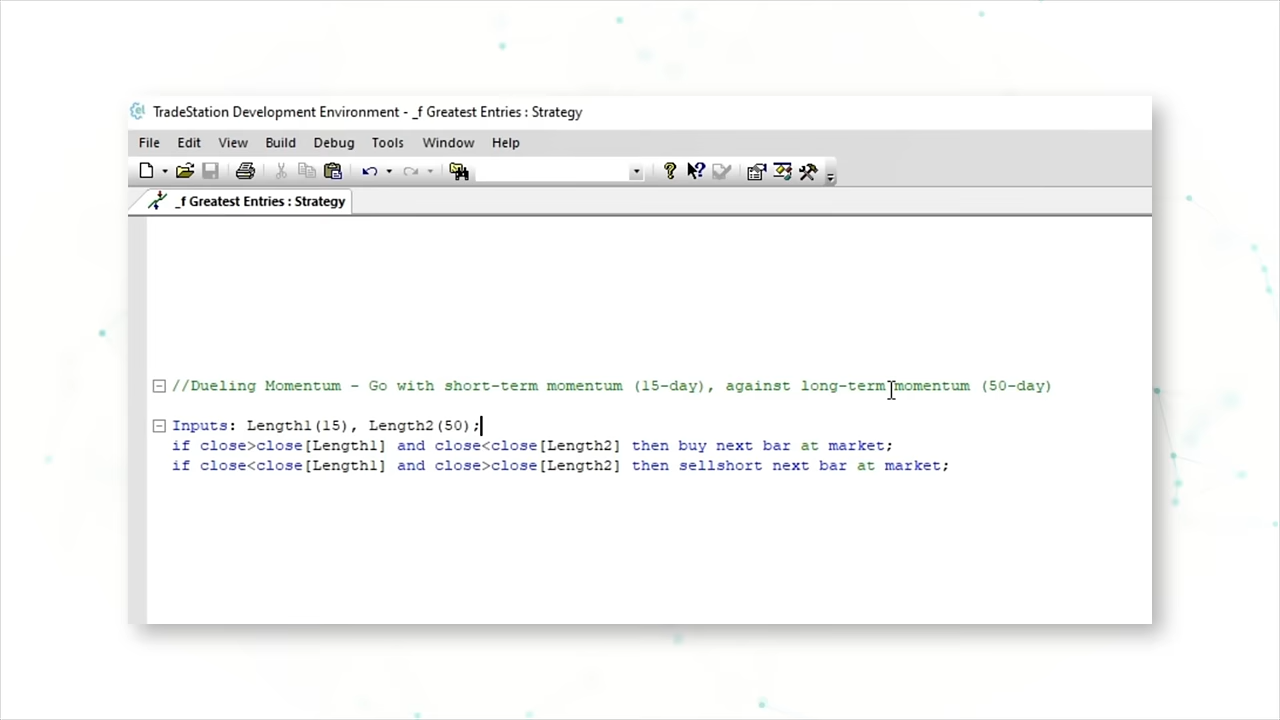 TradeStation Development Environment - _f Greatest Entries : Strategy
File Edit View Build Debug Tools Window Help
_f Greatest Entries : Strategy
//Dueling Momentum - Go with short-term momentum (15-day), against long-term momentum (50-day)
Inputs: Length1(15), Length2(50);
if close>close[Length1] and close<close[Length2] then buy next bar at market;
if close<close[Length1] and close>close[Length2] then sellshort next bar at market;